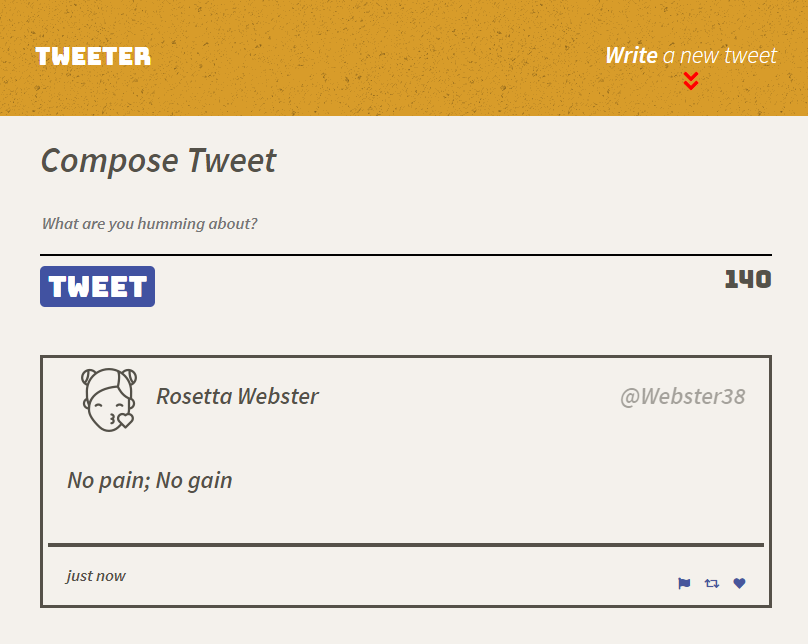 TWEETER
Write a new tweet
Compose Tweet
What are you humming about?
TWEET
140
Rosetta Webster
@Webster38
No pain; No gain
just now